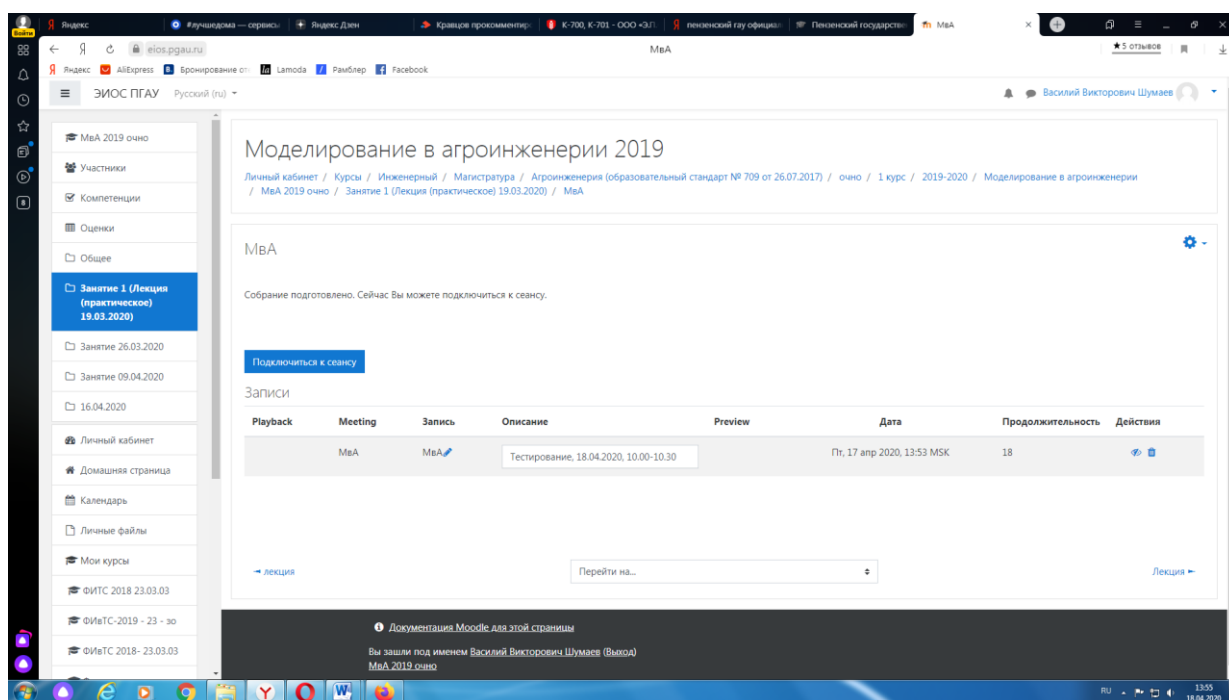 Войти
Яндекс
#лучшедома — сервисы
Яндекс Дзен
Кравцов прокомментир
К-700, К-701 - ООО «ЭЛ
пензенский гау официал
Пензенский государстве
МвА
eios.pgau.ru
МвА
★ 5 отзывов
Яндекс
AliExpress
Бронирование от
Lamoda
Рамблер
Facebook
ЭИОС ПГАУ Русский (ru)
Василий Викторович Шумаев
МвА 2019 очно
Участники
Компетенции
Оценки
Общее
Занятие 1 (Лекция
(практическое)
19.03.2020)
Занятие 26.03.2020
Занятие 09.04.2020
16.04.2020
Личный кабинет
Домашняя страница
Календарь
Личные файлы
Мои курсы
ФИТС 2018 23.03.03
ФИвТС-2019 - 23 - зо
ФИвТС 2018- 23.03.03
Моделирование в агроинженерии 2019
Личный кабинет / Курсы / Инженерный / Магистратура / Агроинженерия (образовательный стандарт № 709 от 26.07.2017) / очно / 1 курс / 2019-2020 / Моделирование в агроинженерии
/ МвА 2019 очно / Занятие 1 (Лекция (практическое) 19.03.2020) / МвА
МвА
Собрание подготовлено. Сейчас Вы можете подключиться к сеансу.
Подключиться к сеансу
Записи
Playback Meeting Запись Описание Preview Дата Продолжительность Действия
МвА МвА Тестирование, 18.04.2020, 10.00-10.30 Пт, 17 апр 2020, 13:53 MSK 18
◄ лекция
Перейти на...
Лекция ►
Документация Moodle для этой страницы
Вы зашли под именем Василий Викторович Шумаев (Выход)
МвА 2019 очно
RU
13:55
18.04.2020